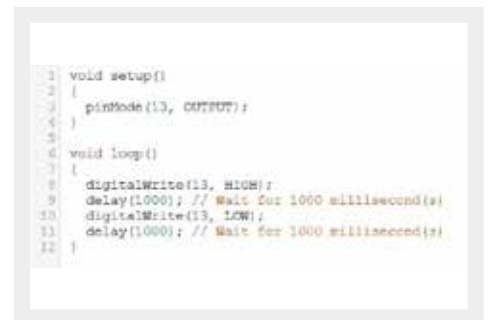 1 void setup()
2 {
3 pinMode(13, OUTPUT);
4 }
5
6 void loop()
7 {
8 digitalWrite(13, HIGH);
9 delay(1000); // Wait for 1000 millisecond(s)
10 digitalWrite(13, LOW);
11 delay(1000); // Wait for 1000 millisecond(s)
12 }